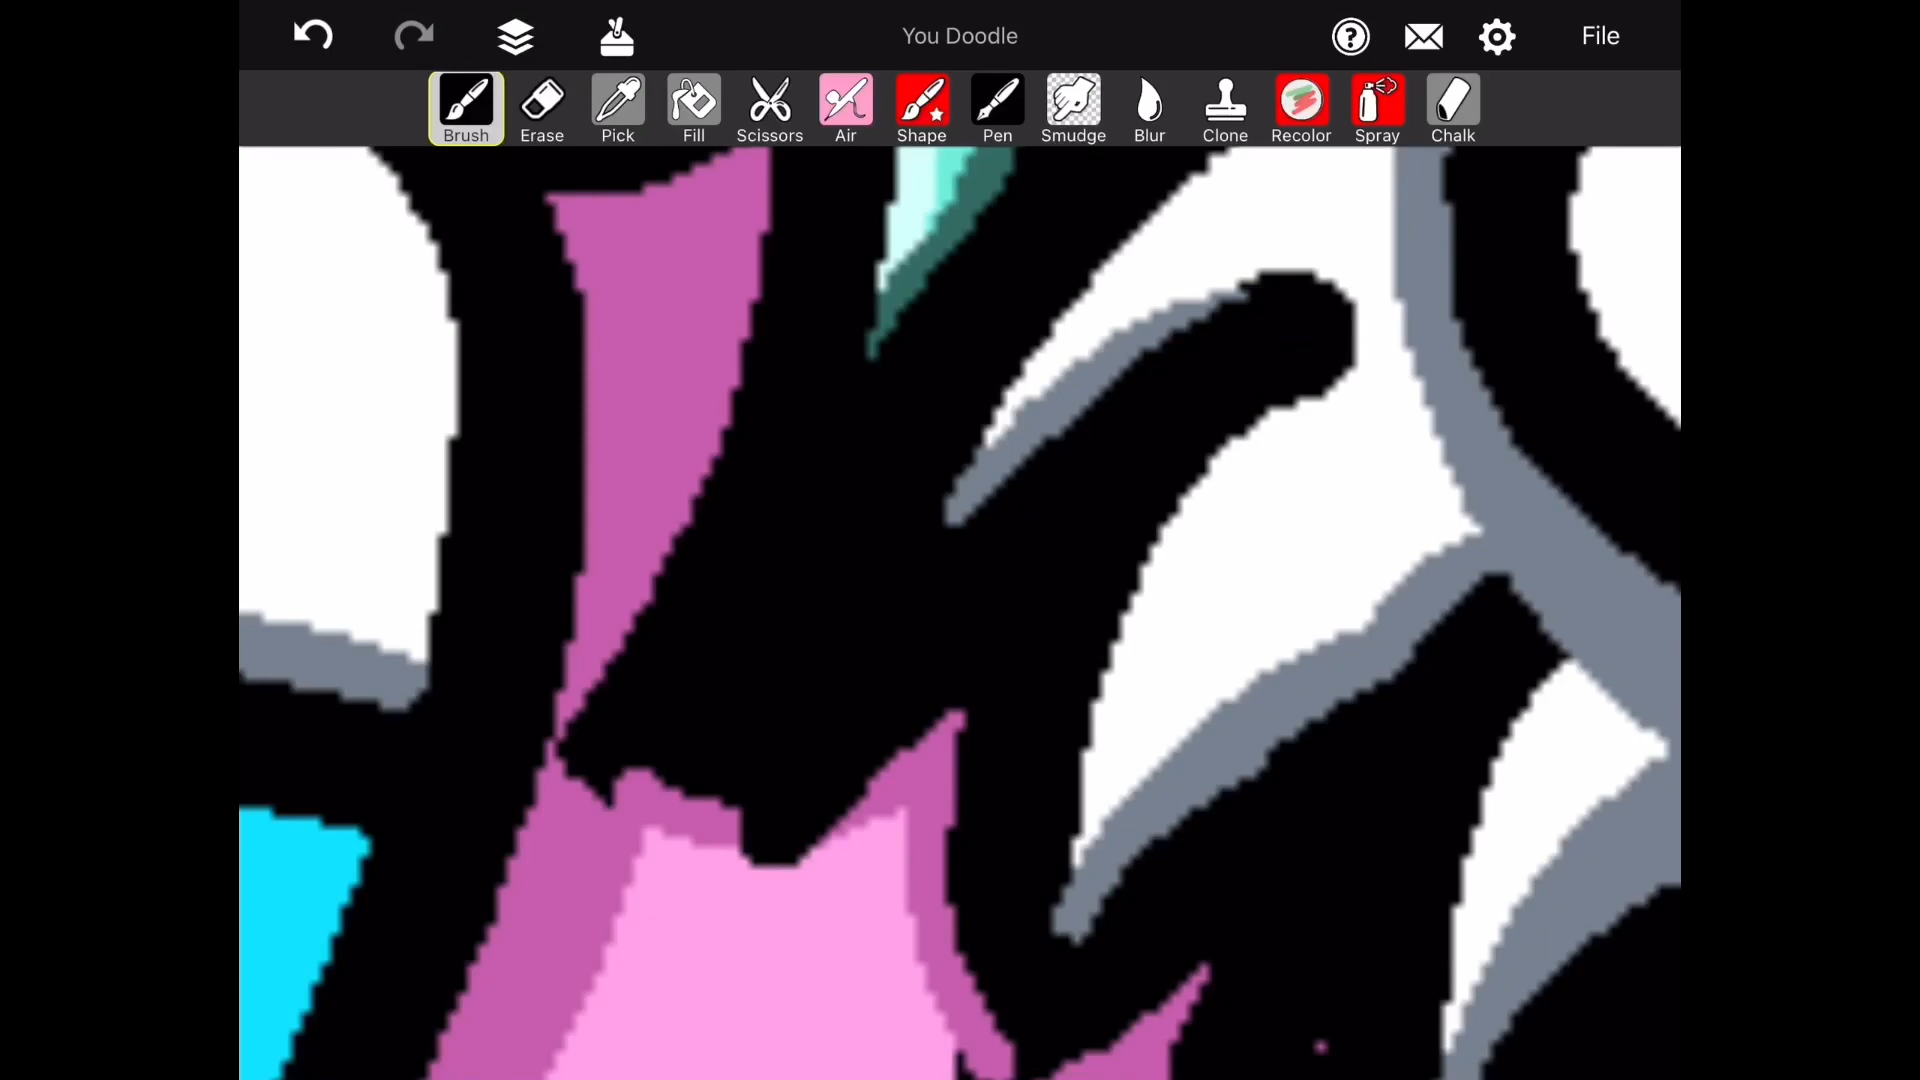 You Doodle
File
Brush Erase Pick Fill Scissors Air Shape Pen Smudge Blur Clone Recolor Spray Chalk